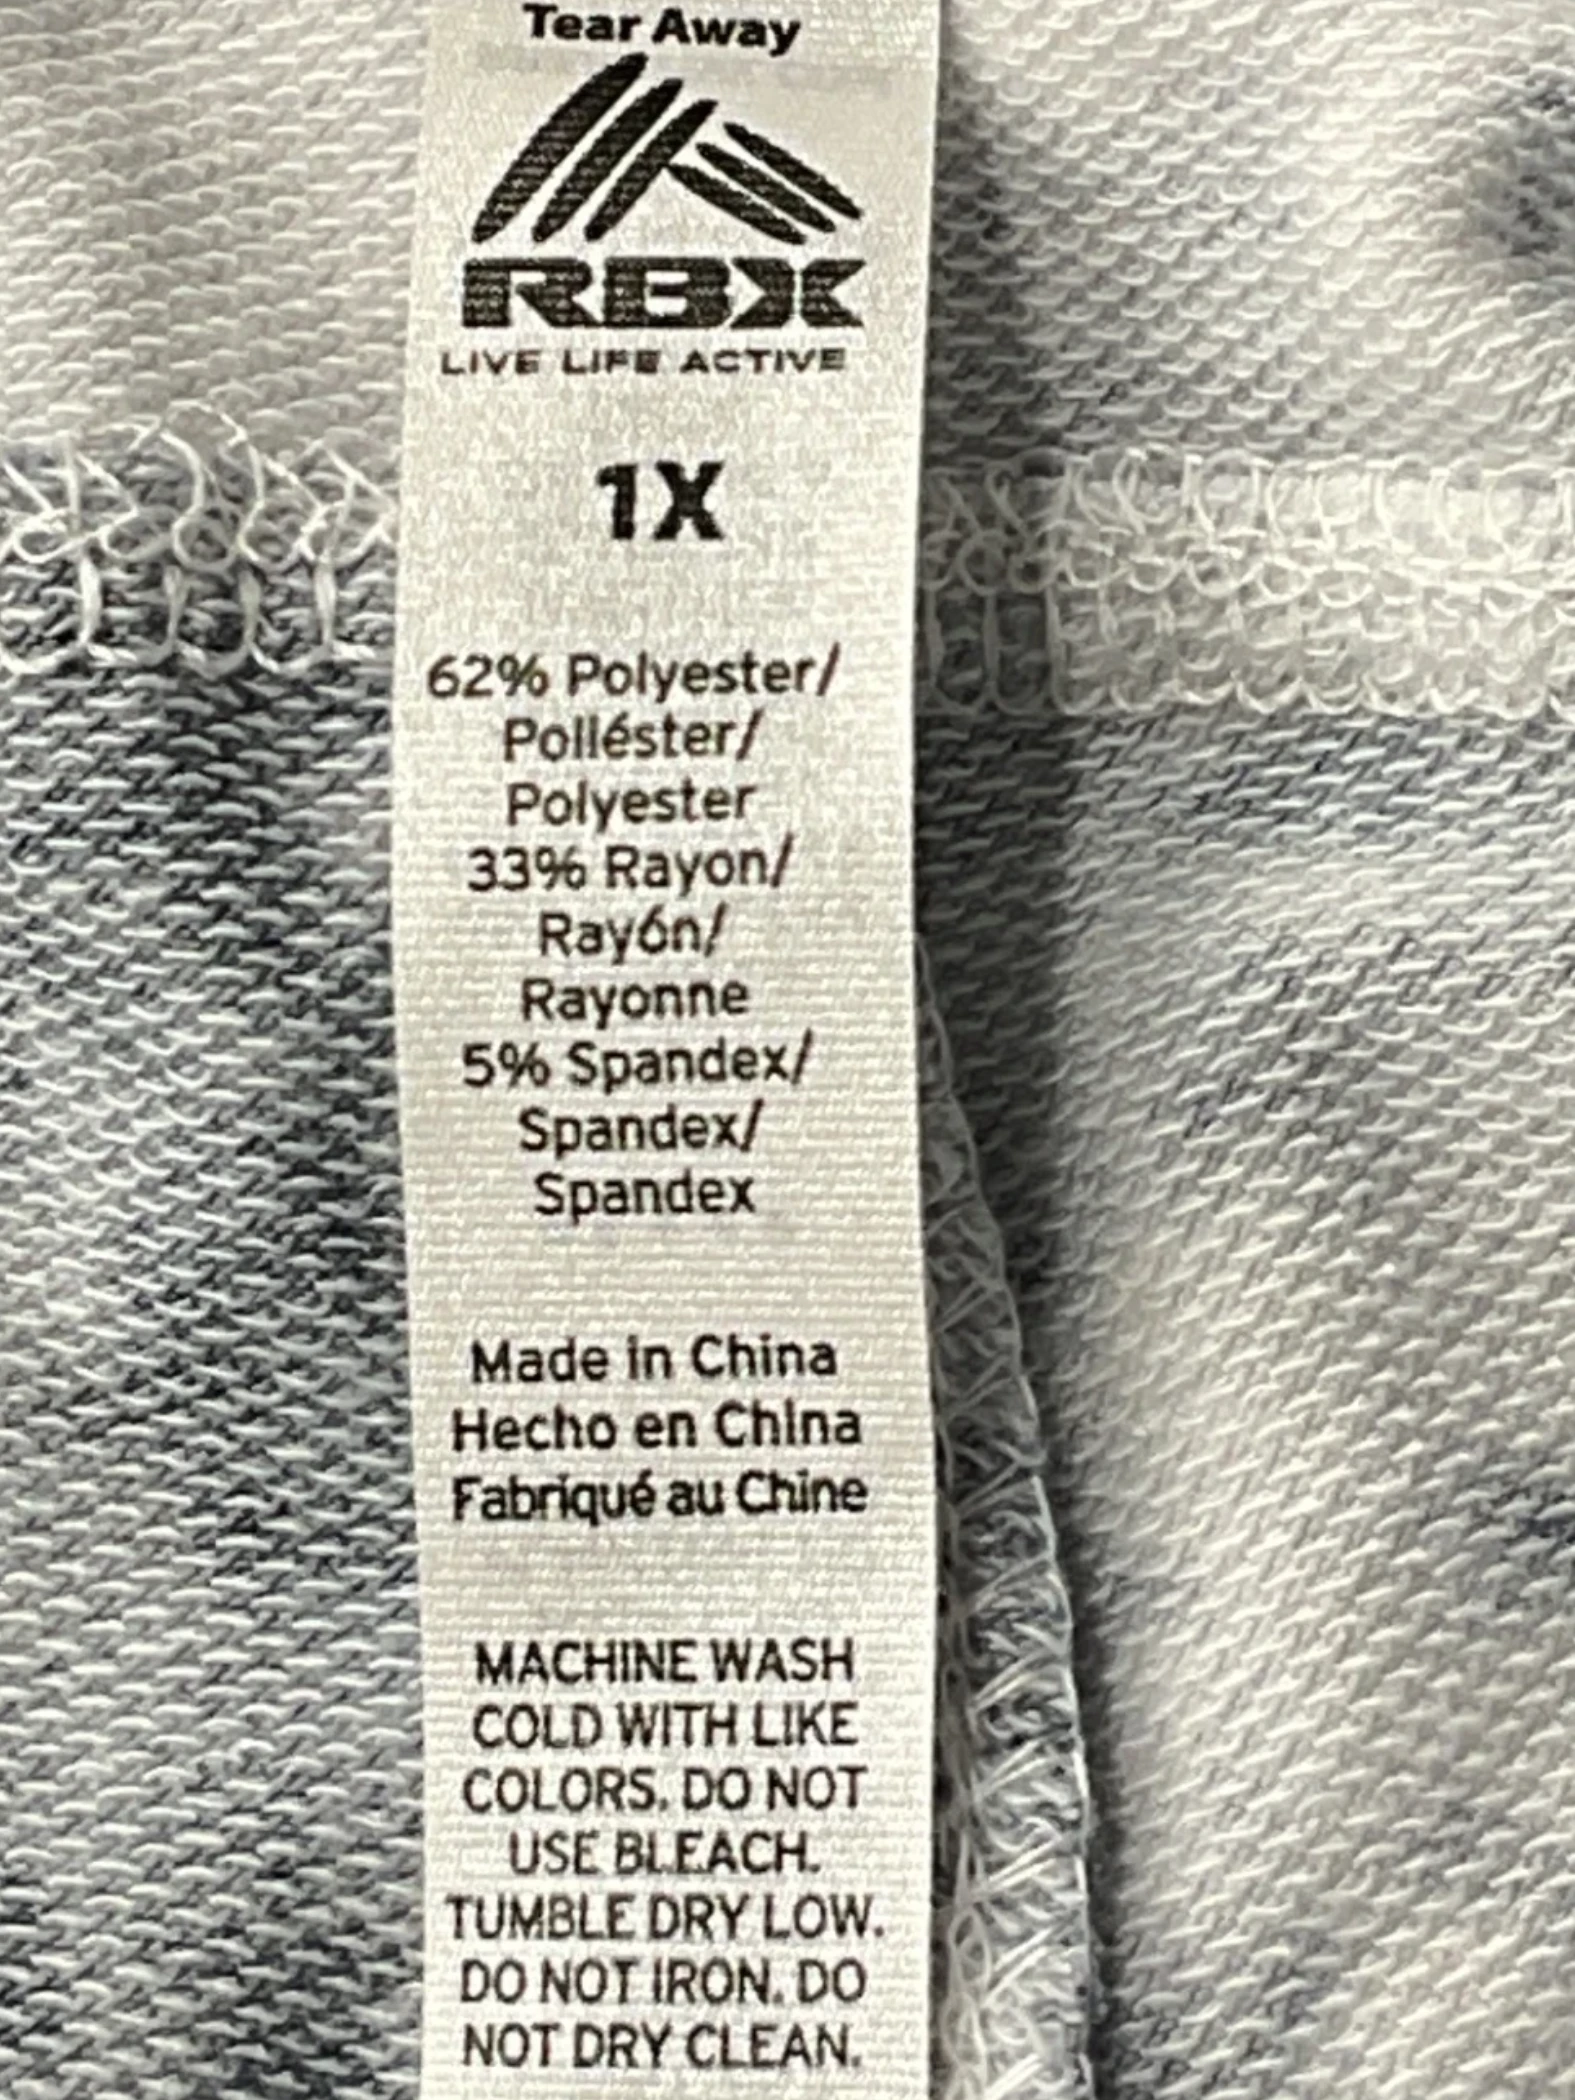 Tear Away
RBX
LIVE LIFE ACTIVE
1X
62% Polyester/
Poliéster/
Polyester
33% Rayon/
Rayón/
Rayonne
5% Spandex/
Spandex/
Spandex
Made in China
Hecho en China
Fabriqué au Chine
MACHINE WASH
COLD WITH LIKE
COLORS. DO NOT
USE BLEACH.
TUMBLE DRY LOW.
DO NOT IRON. DO
NOT DRY CLEAN.